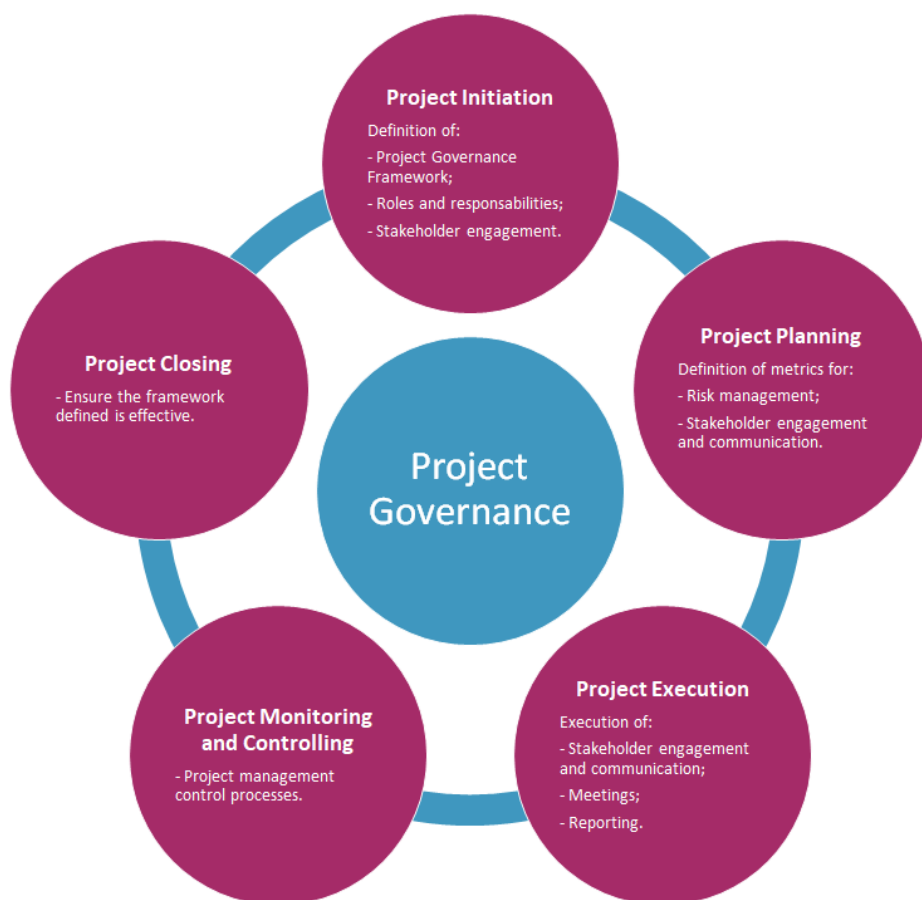 Project Initiation
Definition of:
- Project Governance
Framework;
- Roles and responsabilities;
- Stakeholder engagement.
Project Planning
Definition of metrics for:
- Risk management;
- Stakeholder engagement
and communication.
Project Execution
Execution of:
- Stakeholder engagement
and communication;
- Meetings;
- Reporting.
Project Monitoring
and Controlling
- Project management
control processes.
Project Closing
- Ensure the framework
defined is effective.
Project
Governance